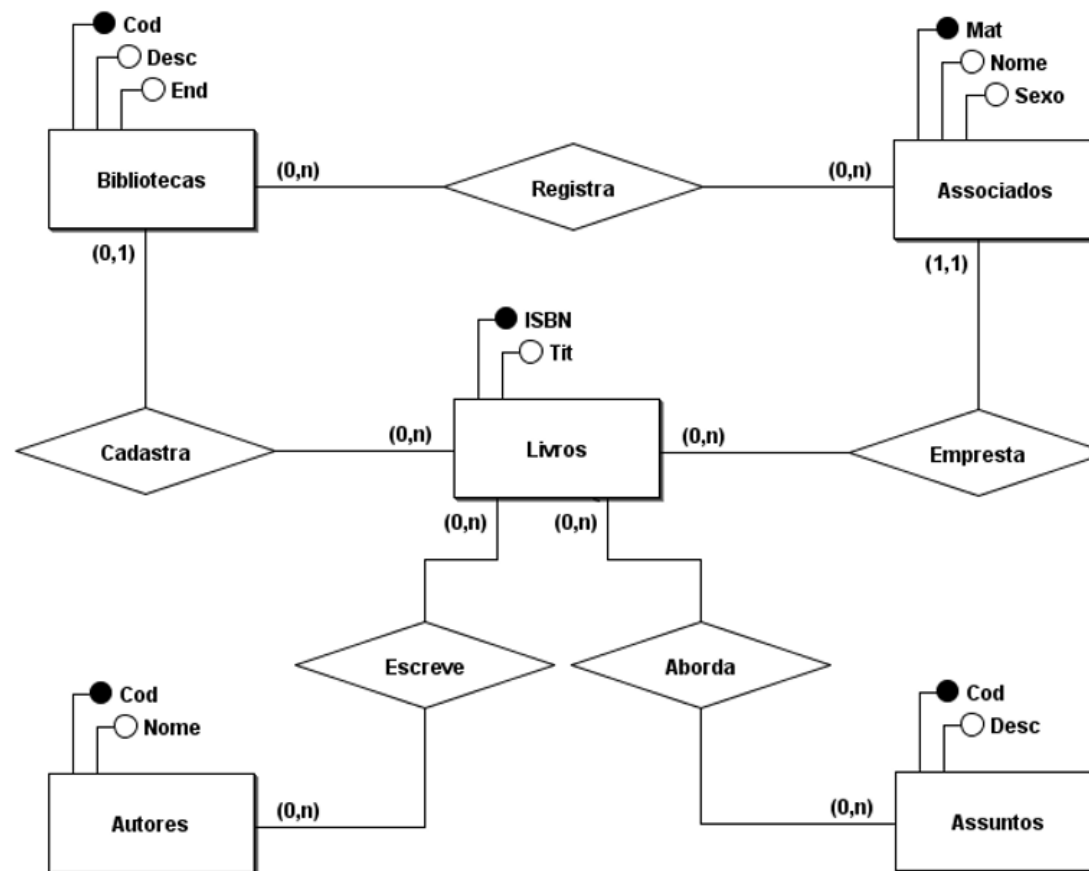 Cod
Desc
End
Bibliotecas
(0,n)
Registra
(0,n)
Mat
Nome
Sexo
Associados
(0,1)
(1,1)
ISBN
Tit
Cadastra
(0,n)
Livros
(0,n)
Empresta
(0,n)
(0,n)
Escreve
Aborda
Cod
Nome
Autores
(0,n)
Cod
Desc
(0,n)
Assuntos